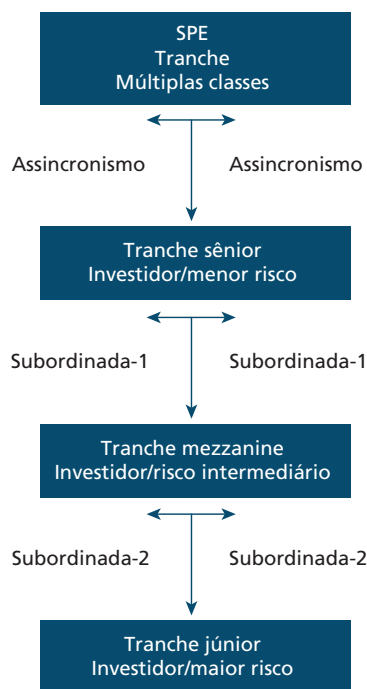 SPE
Tranche
Múltiplas classes
Assincronismo Assincronismo
Tranche sênior
Investidor/menor risco
Subordinada-1 Subordinada-1
Tranche mezzanine
Investidor/risco intermediário
Subordinada-2 Subordinada-2
Tranche júnior
Investidor/maior risco